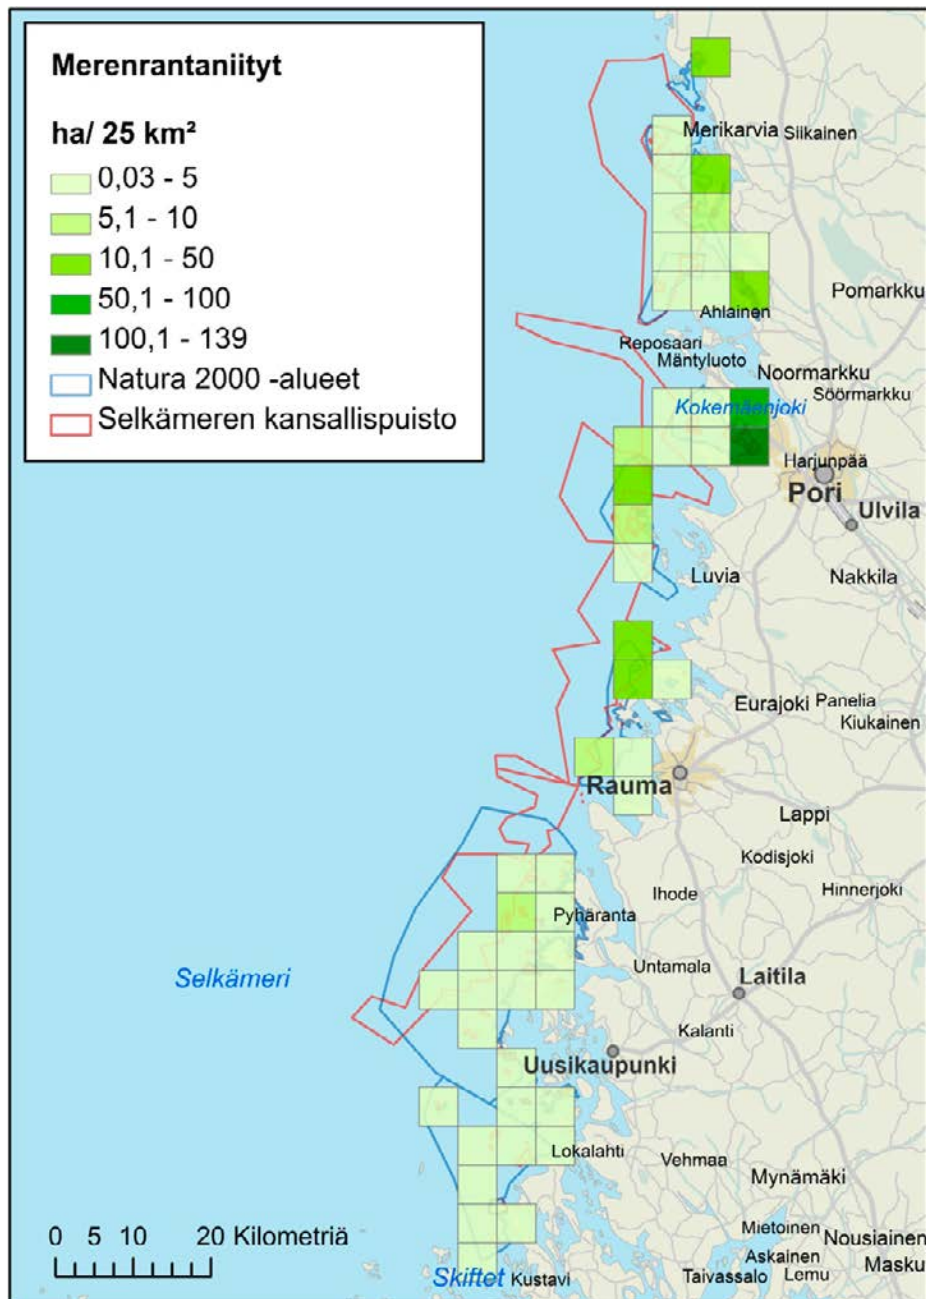 Merenrantaniityt
ha/ 25 km²
0,03 - 5
5,1 - 10
10,1 - 50
50,1 - 100
100,1 - 139
Natura 2000 -alueet
Selkämeren kansallispuisto
Merikarvia
Siikainen
Pomarkku
Ahlainen
Reposaari
Mäntyluoto
Noormarkku
Söörmarkku
Kokemäenjoki
Harjunpää
Pori
Ulvila
Luvia
Nakkila
Eurajoki
Panelia
Kiukainen
Rauma
Lappi
Kodisjoki
Ihode
Hinnerjoki
Pyhäranta
Selkämeri
Untamala
Laitila
Kalanti
Uusikaupunki
Lokalahti
Vehmaa
Mynämäki
0 5 10 20 Kilometriä
Mietoinen
Nousiainen
Askainen
Masku
Skiftet
Kustavi
Taivassalo
Lemu